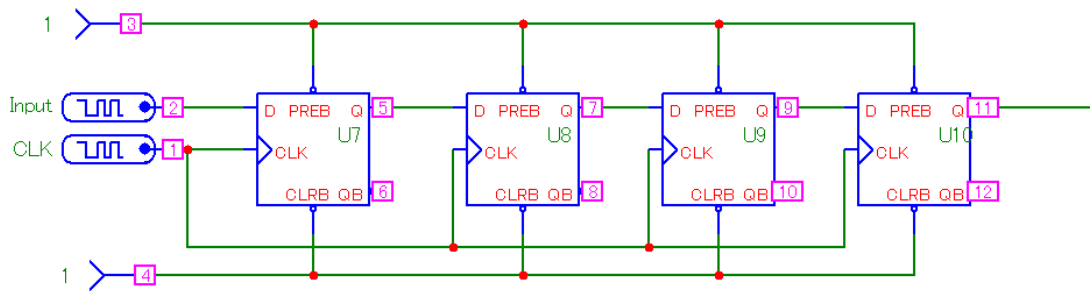 1 3
Input 2 D PREB Q 5 D PREB Q 7 D PREB Q 9 D PREB Q 11
U7 U8 U9 U10
CLK 1 CLK CLK CLK CLK
CLRB QB 6 CLRB QB 8 CLRB QB 10 CLRB QB 12
1 4